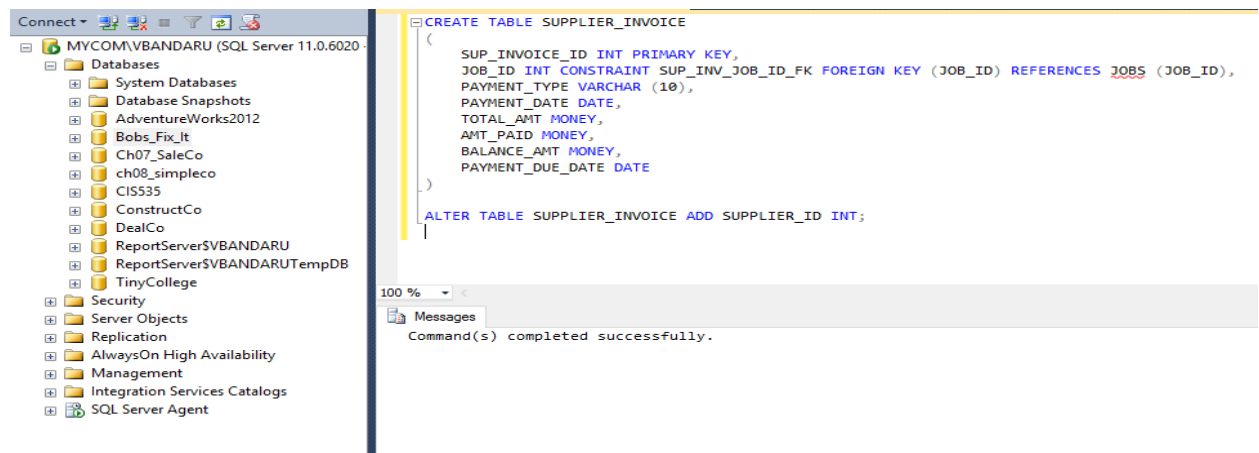 Connect
MYCOM\VBANDARU (SQL Server 11.0.6020 -
Databases
System Databases
Database Snapshots
AdventureWorks2012
Bobs_Fix_It
Ch07_SaleCo
ch08_simpleco
CIS535
ConstructCo
DealCo
ReportServer$VBANDARU
ReportServer$VBANDARUTempDB
TinyCollege
Security
Server Objects
Replication
AlwaysOn High Availability
Management
Integration Services Catalogs
SQL Server Agent
CREATE TABLE SUPPLIER_INVOICE
(
SUP_INVOICE_ID INT PRIMARY KEY,
JOB_ID INT CONSTRAINT SUP_INV_JOB_ID_FK FOREIGN KEY (JOB_ID) REFERENCES JOBS (JOB_ID),
PAYMENT_TYPE VARCHAR (10),
PAYMENT_DATE DATE,
TOTAL_AMT MONEY,
AMT_PAID MONEY,
BALANCE_AMT MONEY,
PAYMENT_DUE_DATE DATE
)
ALTER TABLE SUPPLIER_INVOICE ADD SUPPLIER_ID INT;
100 %
Messages
Command(s) completed successfully.